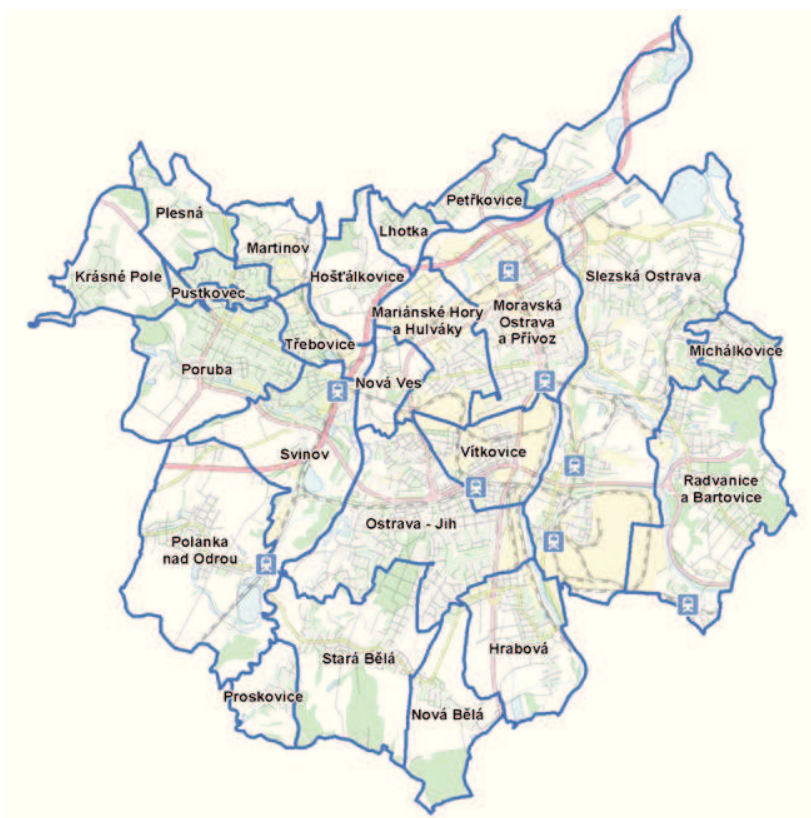 Petřkovice
Plesná
Lhotka
Martinov
Krásné Pole
Hošťálkovice
Slezská Ostrava
Pustkovec
Mariánské Hory
a Hulváky
Moravská
Ostrava
a Přívoz
Třebovice
Michálkovice
Poruba
Nová Ves
Svinov
Vítkovice
Radvanice
a Bartovice
Ostrava - Jih
Polanka
nad Odrou
Hrabová
Stará Bělá
Proskovice
Nová Bělá